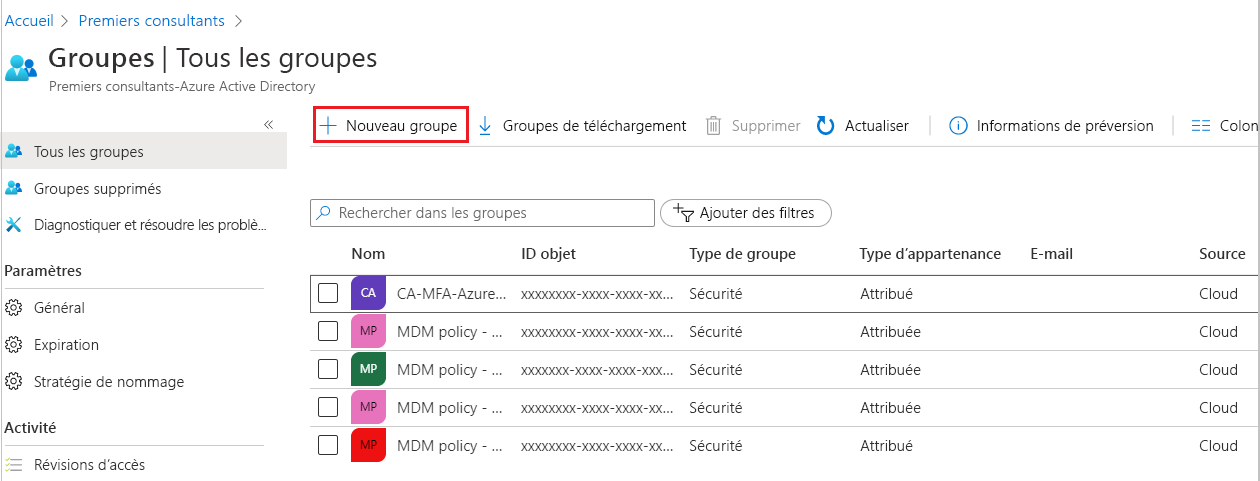 Accueil > Premiers consultants >
Groupes | Tous les groupes
Premiers consultants-Azure Active Directory
«
Nouveau groupe Groupes de téléchargement Supprimer Actualiser Informations de préversion Colon
Tous les groupes
Groupes supprimés
Diagnostiquer et résoudre les problè...
Paramètres
Général
Expiration
Stratégie de nommage
Activité
Révisions d'accès
Rechercher dans les groupes Ajouter des filtres
Nom ID objet Type de groupe Type d'appartenance E-mail Source
CA CA-MFA-Azure... xxxxxxxx-xxxx-xxxx-xx... Sécurité Attribué Cloud
MP MDM policy - ... xxxxxxxx-xxxx-xxxx-xx... Sécurité Attribuée Cloud
MP MDM policy - ... xxxxxxx-xxxx-xxxx-xxx... Sécurité Attribuée Cloud
MP MDM policy - ... xxxxxxxx-xxxx-xxxx-xx... Sécurité Attribuée Cloud
MP MDM policy - ... xxxxxxxx-xxxx-xxxx-xx... Sécurité Attribué Cloud